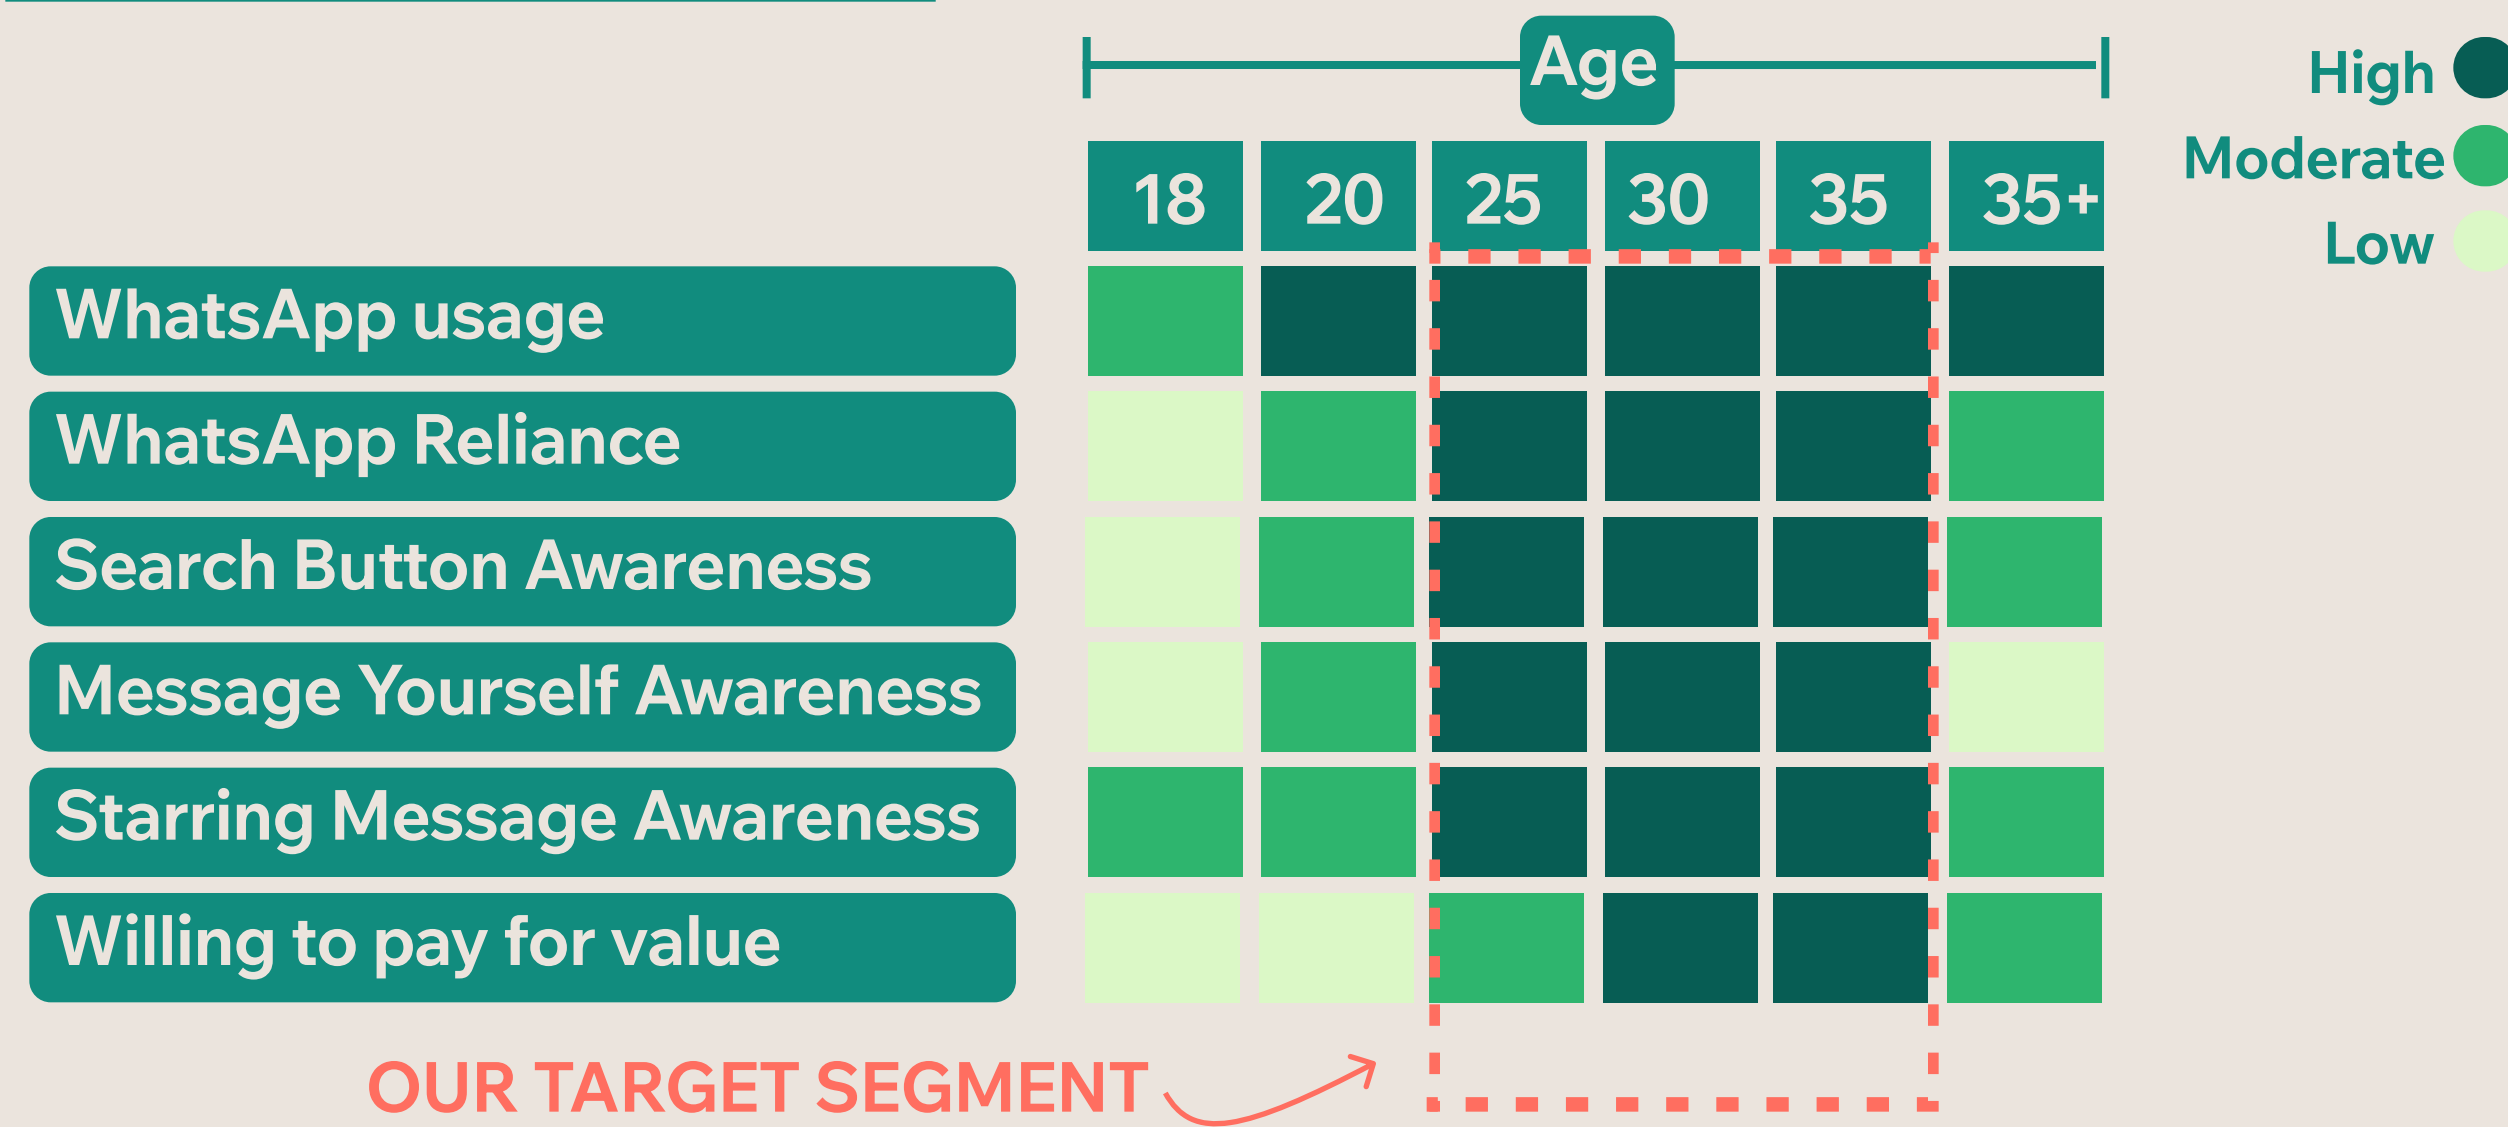 Age
High
Moderate
Low
18 20 25 30 35 35+
WhatsApp usage
WhatsApp Reliance
Search Button Awareness
Message Yourself Awareness
Starring Message Awareness
Willing to pay for value
OUR TARGET SEGMENT